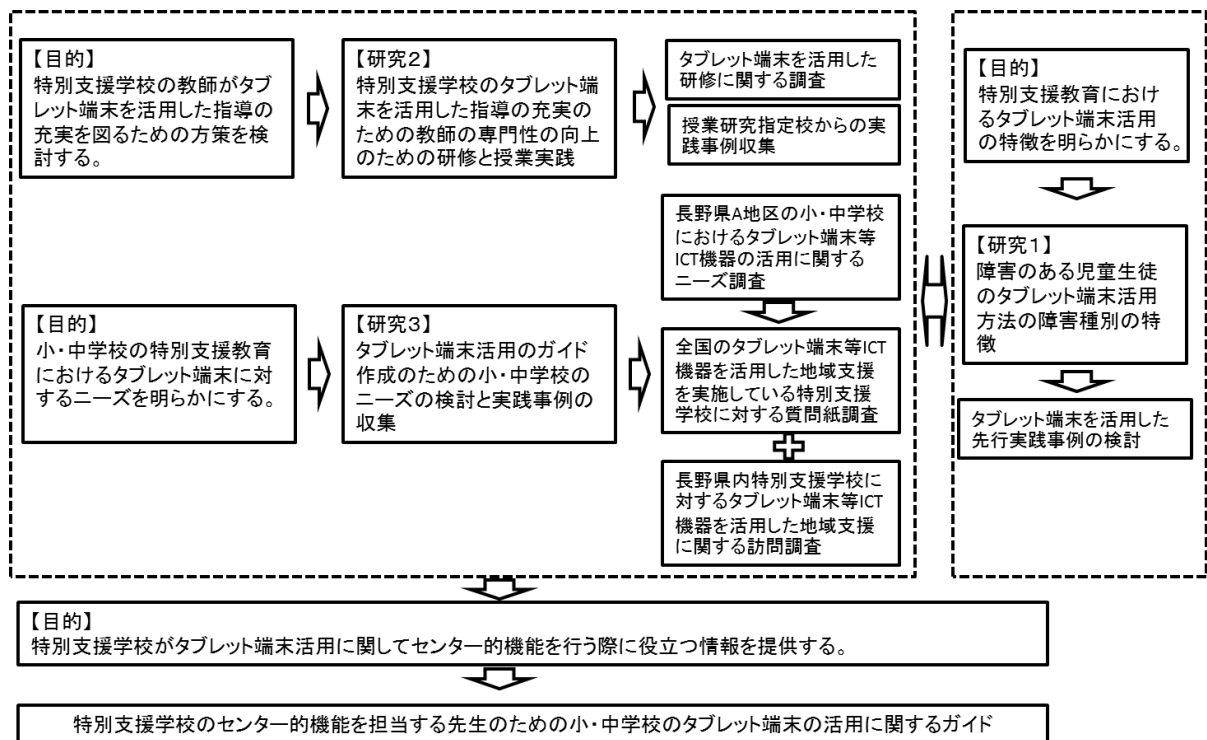 【目的】
特別支援学校の教師がタブ
レット端末を活用した指導の
充実を図るための方策を検
討する。
【研究2】
特別支援学校のタブレット端
末を活用した指導の充実の
ための教師の専門性の向上
のための研修と授業実践
タブレット端末を活用した
研修に関する調査
授業研究指定校からの実
践事例収集
【目的】
小・中学校の特別支援教育
におけるタブレット端末に対
するニーズを明らかにする。
【研究3】
タブレット端末活用のガイド
作成のための小・中学校の
ニーズの検討と実践事例の
収集
長野県A地区の小・中学校
におけるタブレット端末等
ICT機器の活用に関する
ニーズ調査
全国のタブレット端末等ICT
機器を活用した地域支援
を実施している特別支援
学校に対する質問紙調査
長野県内特別支援学校に
対するタブレット端末等ICT
機器を活用した地域支援
に関する訪問調査
【目的】
特別支援教育におけ
るタブレット端末活用
の特徴を明らかにする。
【研究1】
障害のある児童生徒
のタブレット端末活用
方法の障害種別の特
徴
タブレット端末を活用した
先行実践事例の検討
【目的】
特別支援学校がタブレット端末活用に関してセンター的機能を行う際に役立つ情報を提供する。
特別支援学校のセンター的機能を担当する先生のための小・中学校のタブレット端末の活用に関するガイド